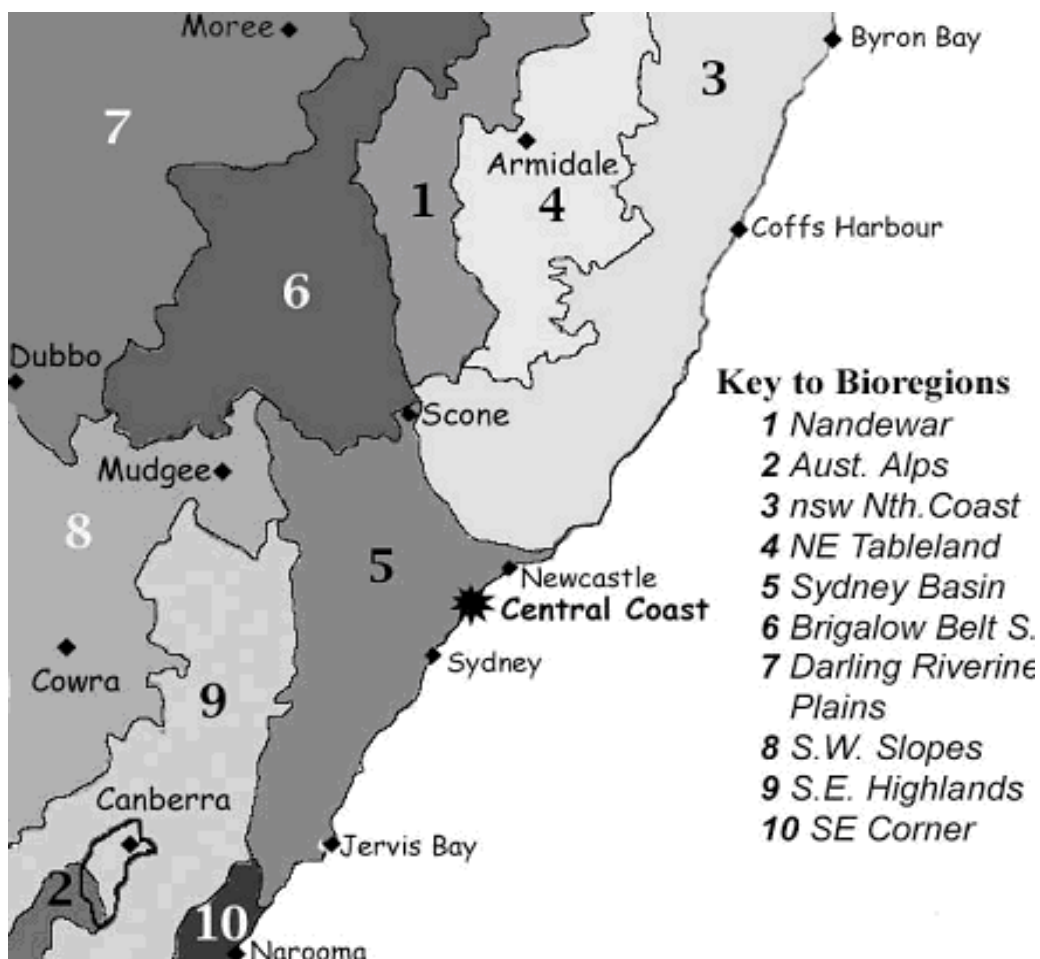 Moree
Byron Bay
3
7
Armidale
1
4
Coffs Harbour
6
Dubbo
Scone
Mudgee
8
5
Newcastle
Central Coast
Sydney
Cowra
9
Canberra
Jervis Bay
2
10
Narooma
Key to Bioregions
1 Nandewar
2 Aust. Alps
3 nsw Nth.Coast
4 NE Tableland
5 Sydney Basin
6 Brigalow Belt S.
7 Darling Riverine
Plains
8 S.W. Slopes
9 S.E. Highlands
10 SE Corner